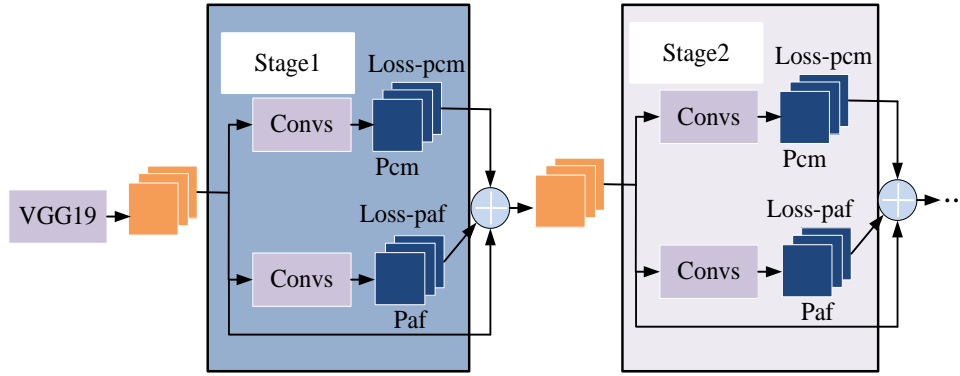 VGG19
Stage1
Loss-pcm
Convs
Pcm
Loss-paf
Convs
Paf
Stage2
Loss-pcm
Convs
Pcm
Loss-paf
Convs
Paf
..